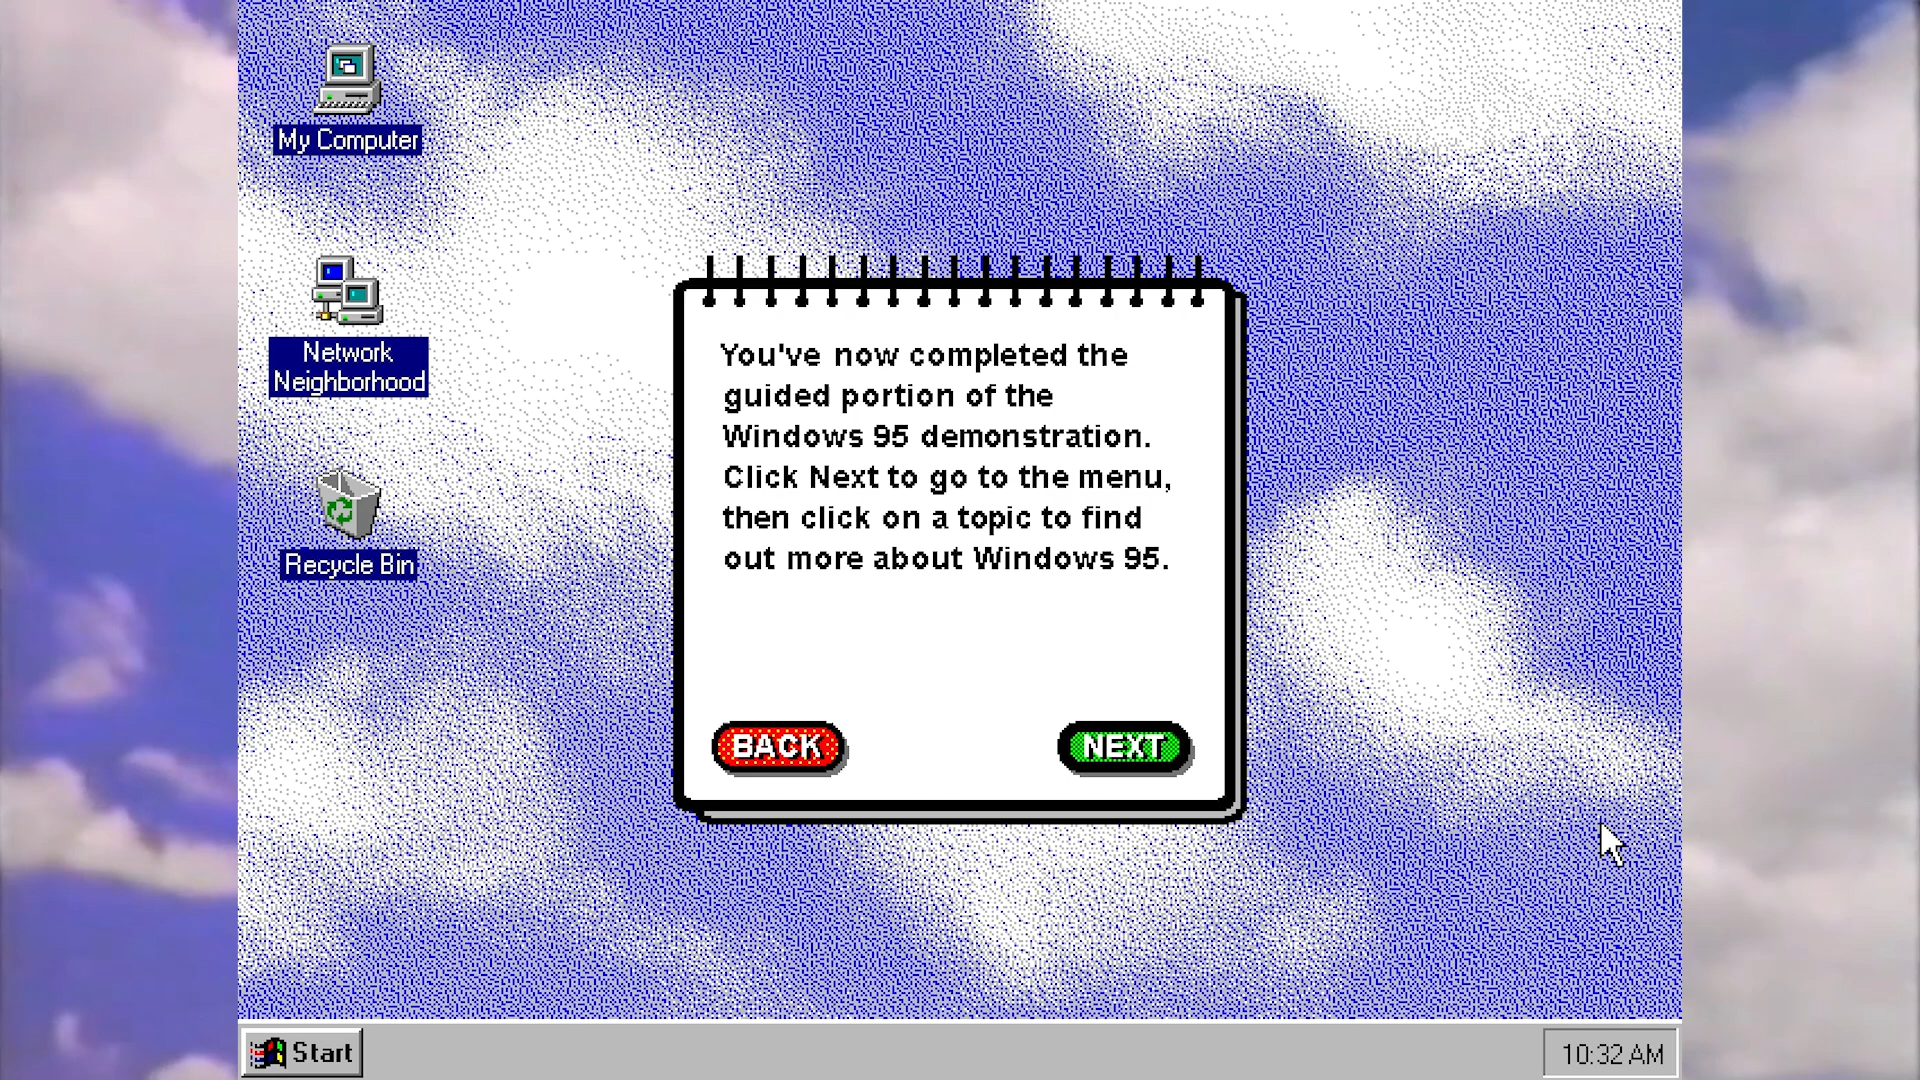 My Computer
Network
Neighborhood
Recycle Bin
You've now completed the
guided portion of the
Windows 95 demonstration.
Click Next to go to the menu,
then click on a topic to find
out more about Windows 95.
BACK
NEXT
Start
10:32 AM